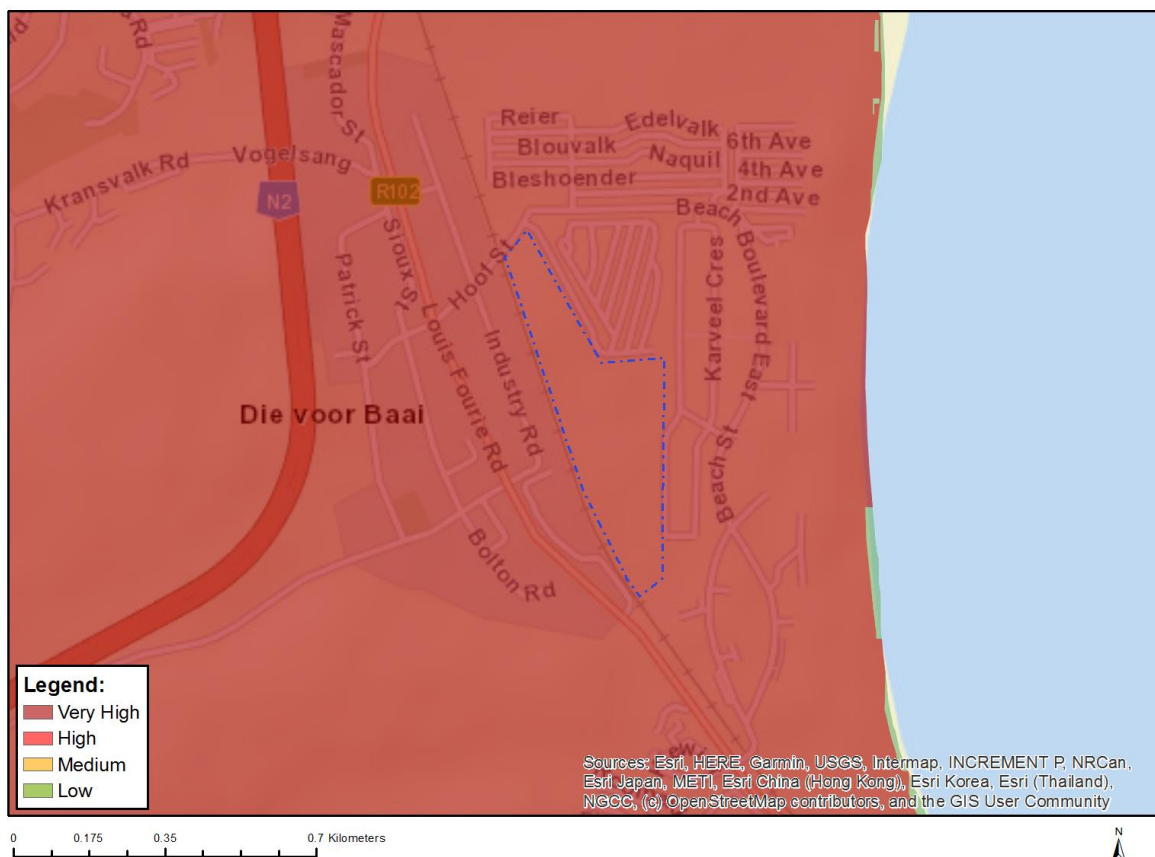 Mascador St
Rd
Rd
Reier
Edelvalk
6th Ave
Blouvalk
Naquil
4th Ave
Vogelsang
Bleshoender
2nd Ave
Kransvalk Rd
R102
N2
Beach Boulevard East
Sioux St
Hoof St
Patrick St
Karveel Cres
Louis Fourie Rd
Industry Rd
Die voor Baai
Beach St
Bolton Rd
Legend:
Very High
High
Medium
Low
Sources: Esri, HERE, Garmin, USGS, Intermap, INCREMENT P, NRCan,
Esri Japan, METI, Esri China (Hong Kong), Esri Korea, Esri (Thailand),
NGCC, (c) OpenStreetMap contributors, and the GIS User Community
0 0.175 0.35 0.7 Kilometers
N